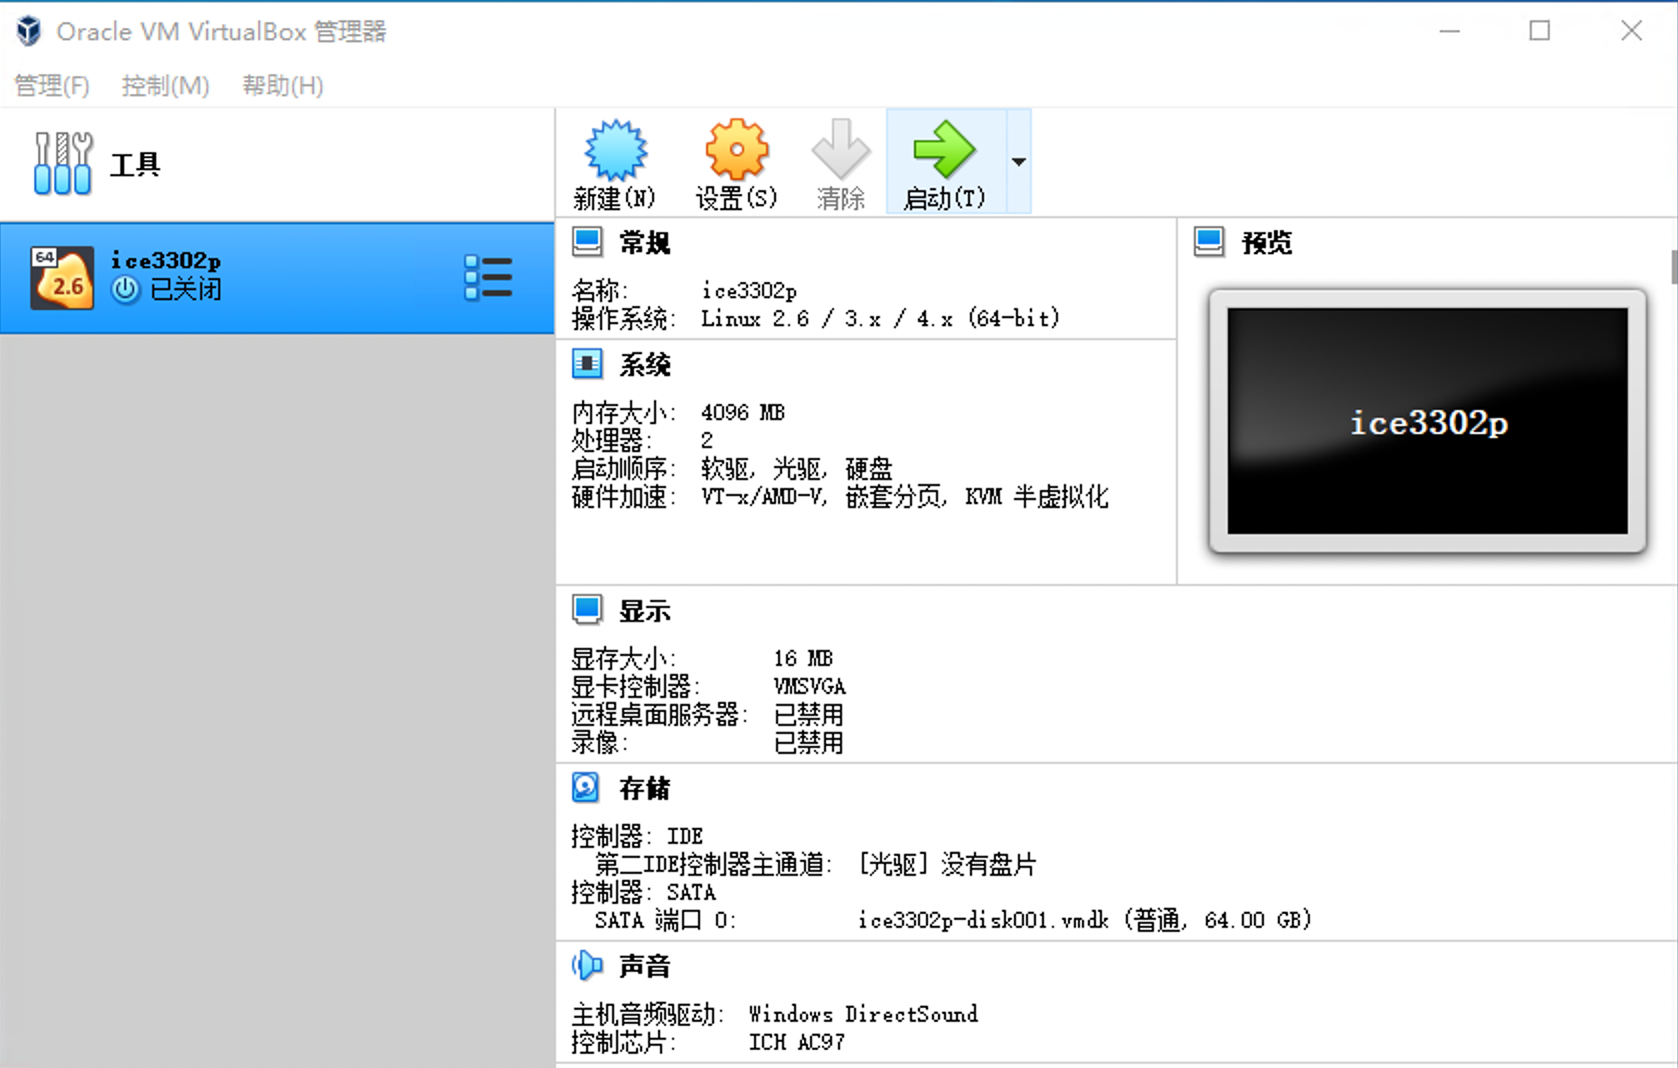 Oracle VM VirtualBox 管理器
管理(F) 控制(M) 帮助(H)
工具
新建(N) 设置(S) 清除 启动(T)
64
2.6
ice3302p
已关闭
常规
名称: ice3302p
操作系统: Linux 2.6 / 3.x / 4.x (64-bit)
预览
ice3302p
系统
内存大小: 4096 MB
处理器: 2
启动顺序: 软驱, 光驱, 硬盘
硬件加速: VT-x/AMD-V, 嵌套分页, KVM 半虚拟化
显示
显存大小: 16 MB
显卡控制器: VMSVGA
远程桌面服务器: 已禁用
录像: 已禁用
存储
控制器: IDE
第二IDE控制器主通道: [光驱] 没有盘片
控制器: SATA
SATA 端口 0: ice3302p-disk001.vmdk (普通, 64.00 GB)
声音
主机音频驱动: Windows DirectSound
控制芯片: ICH AC97